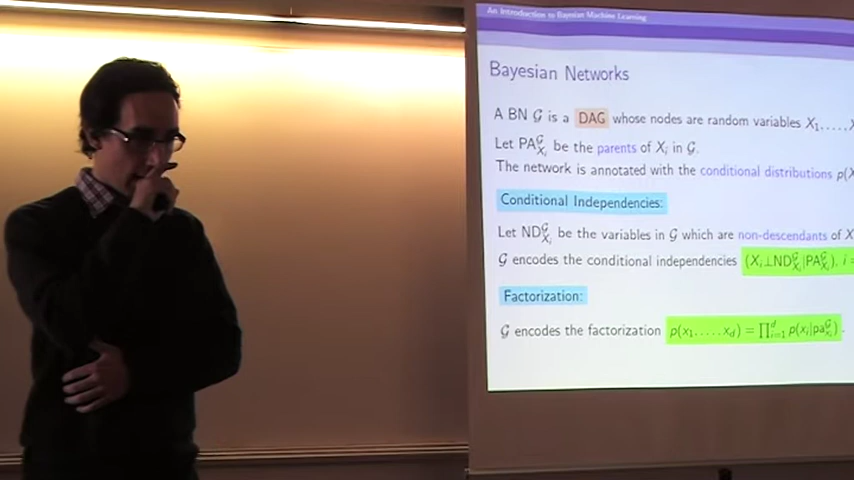 An Introduction to Bayesian Machine Learning
Bayesian Networks
A BN 𝒢 is a DAG whose nodes are random variables X₁, . . . ,
Let PA^𝒢_{X_i} be the parents of X_i in 𝒢.
The network is annotated with the conditional distributions p(
Conditional Independencies:
Let ND^𝒢_{X_i} be the variables in 𝒢 which are non-descendants of
𝒢 encodes the conditional independencies (X_i⊥ND^𝒢_{X_i}|PA^𝒢_{X_i}), i =
Factorization:
𝒢 encodes the factorization p(x₁, . . . , x_d) = ∏^d_{i=1} p(x_i|pa^𝒢_{x_i}).